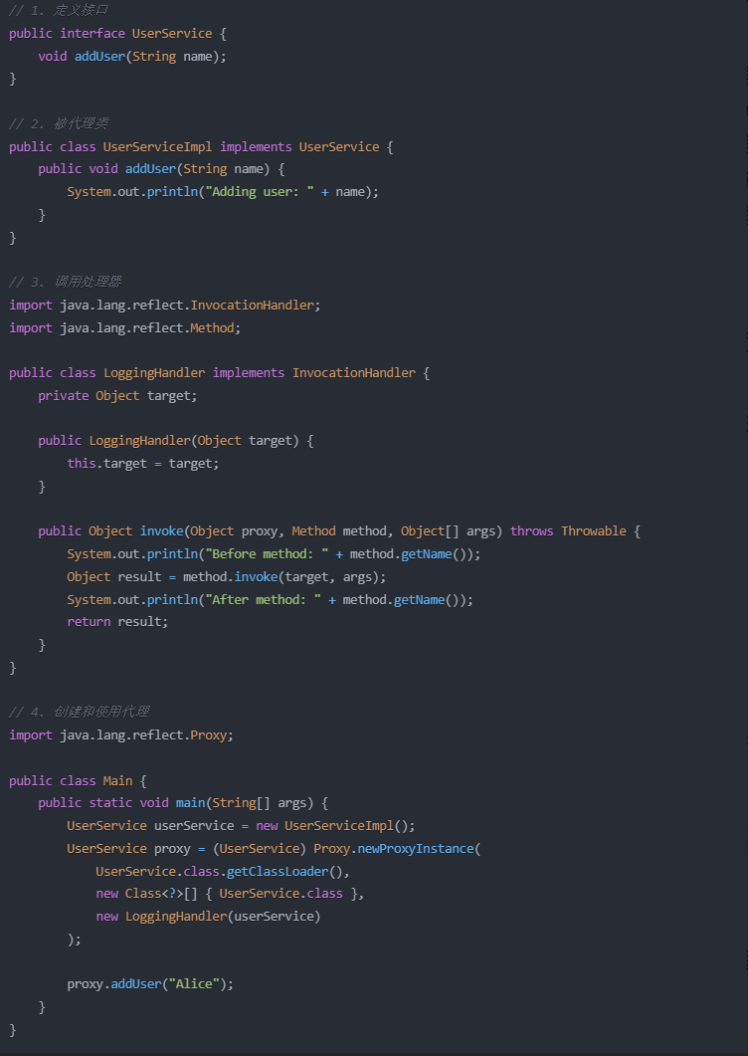 // 1. 定义接口
public interface UserService {
    void addUser(String name);
}

// 2. 被代理类
public class UserServiceImpl implements UserService {
    public void addUser(String name) {
        System.out.println("Adding user: " + name);
    }
}

// 3. 调用处理器
import java.lang.reflect.InvocationHandler;
import java.lang.reflect.Method;

public class LoggingHandler implements InvocationHandler {
    private Object target;

    public LoggingHandler(Object target) {
        this.target = target;
    }

    public Object invoke(Object proxy, Method method, Object[] args) throws Throwable {
        System.out.println("Before method: " + method.getName());
        Object result = method.invoke(target, args);
        System.out.println("After method: " + method.getName());
        return result;
    }
}

// 4. 创建和使用代理
import java.lang.reflect.Proxy;

public class Main {
    public static void main(String[] args) {
        UserService userService = new UserServiceImpl();
        UserService proxy = (UserService) Proxy.newProxyInstance(
            UserService.class.getClassLoader(),
            new Class<?>[] { UserService.class },
            new LoggingHandler(userService)
        );

        proxy.addUser("Alice");
    }
}